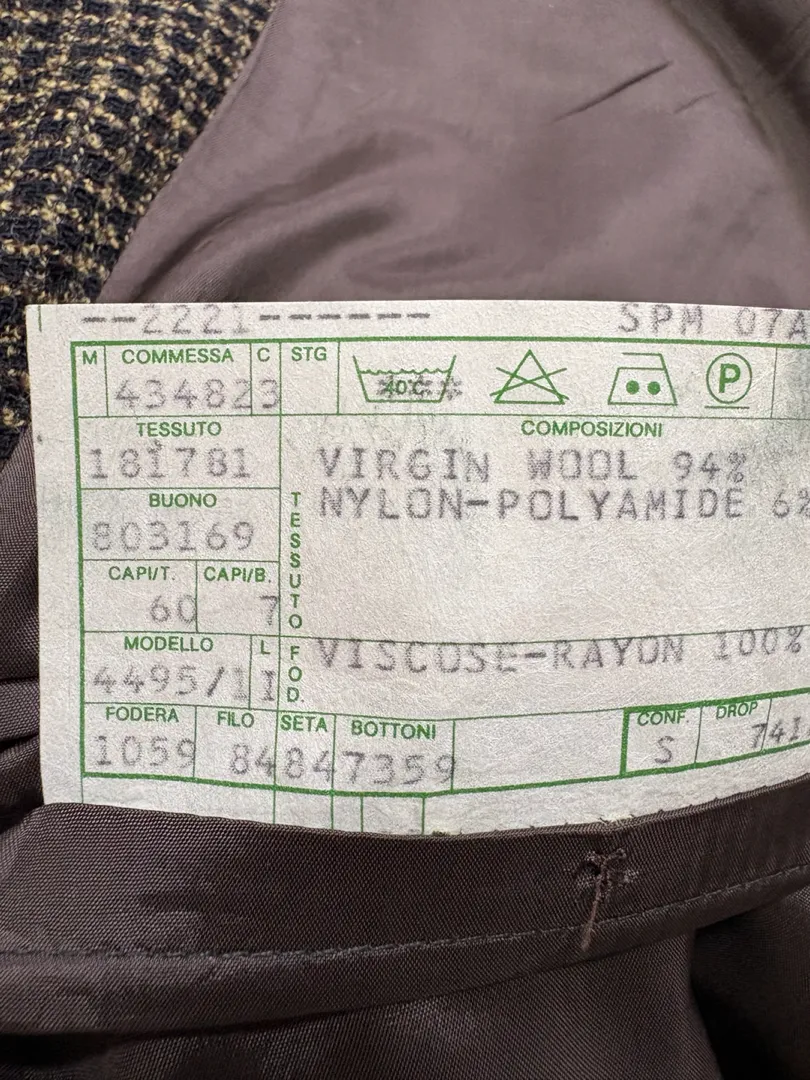 --2221------ SPM 07A
M COMMESSA C STG
434823 40°C P
TESSUTO COMPOSIZIONI
181781 VIRGIN WOOL 94%
BUONO NYLON-POLYAMIDE 6%
803169 TESSUTO
CAPI/T. CAPI/B.
60 7
MODELLO L FOD.
4495/1 I VISCOSE-RAYON 100%
FODERA FILO SETA BOTTONI CONF. DROP
1059 84847359 S 74I